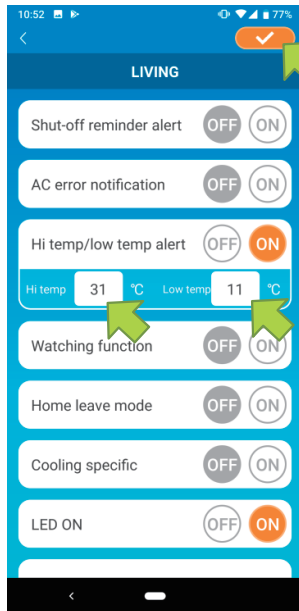 10:52 77%
LIVING
Shut-off reminder alert OFF ON
AC error notification OFF ON
Hi temp/low temp alert OFF ON
Hi temp 31 °C Low temp 11 °C
Watching function OFF ON
Home leave mode OFF ON
Cooling specific OFF ON
LED ON OFF ON